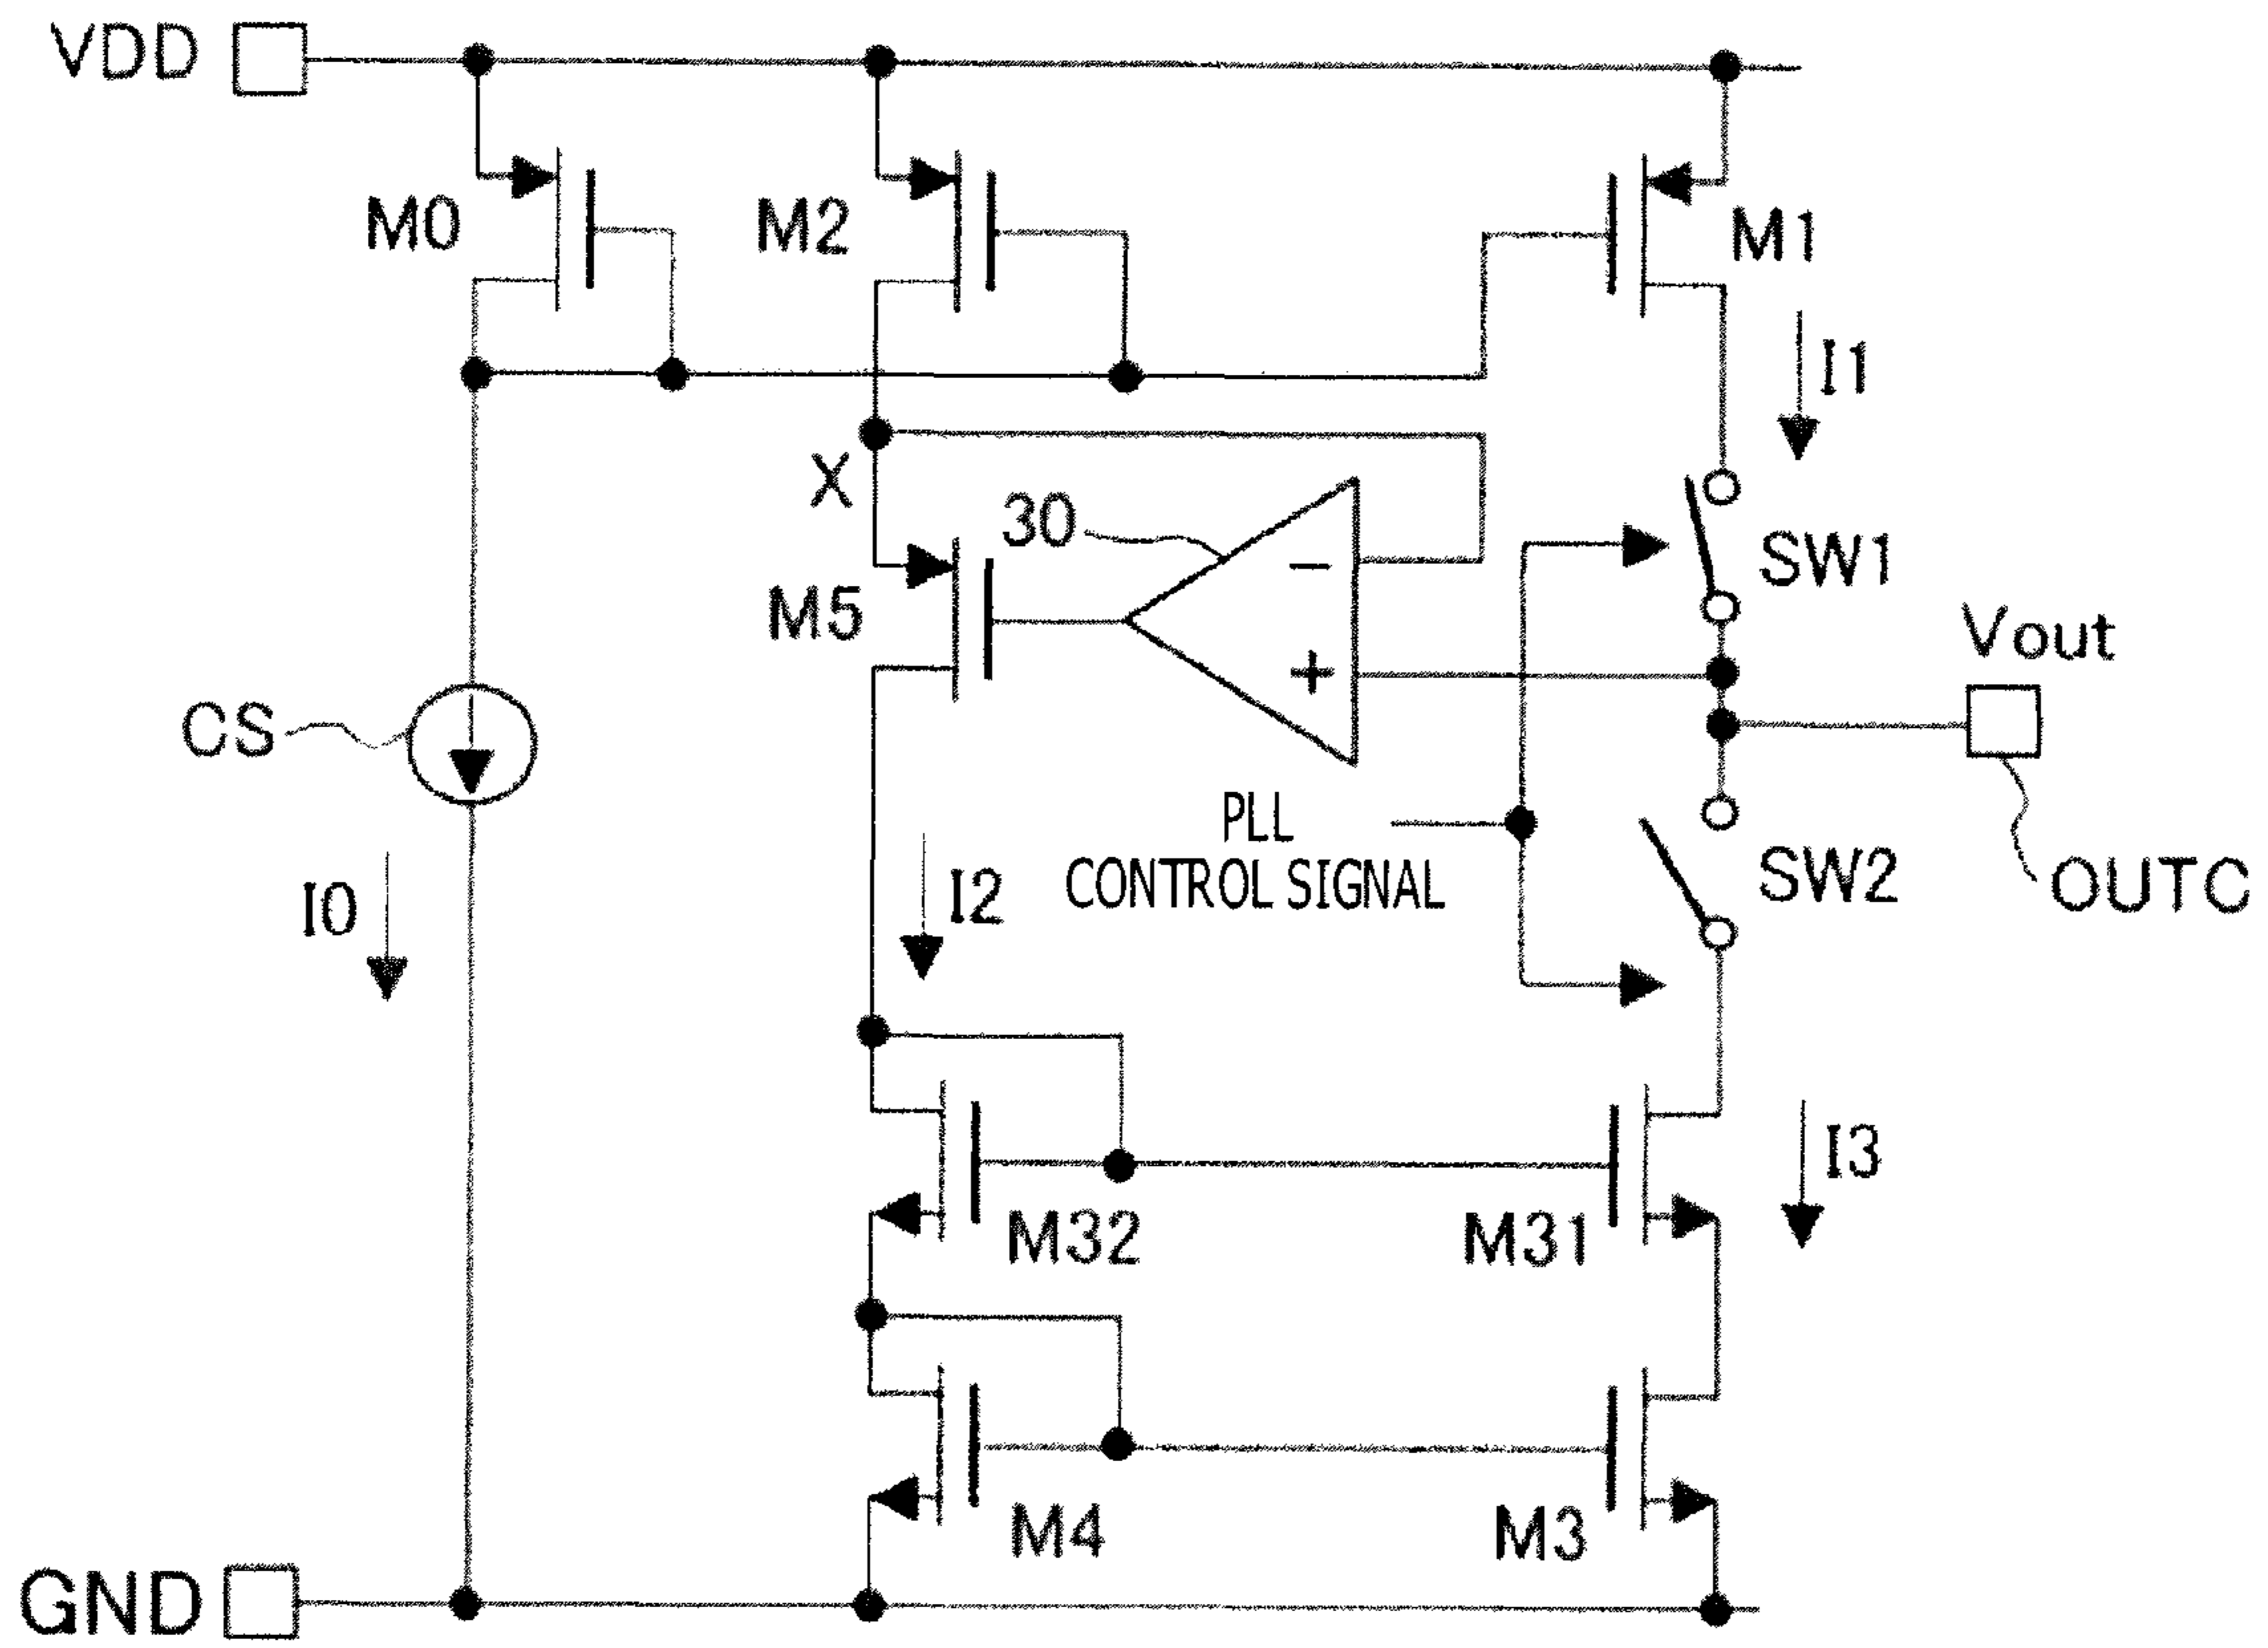 VDD
M0
M2
M1
I1
X
30
−
+
M5
SW1
Vout
CS
PLL
CONTROL SIGNAL
SW2
OUTC
I0
I2
M32
M31
I3
M4
M3
GND